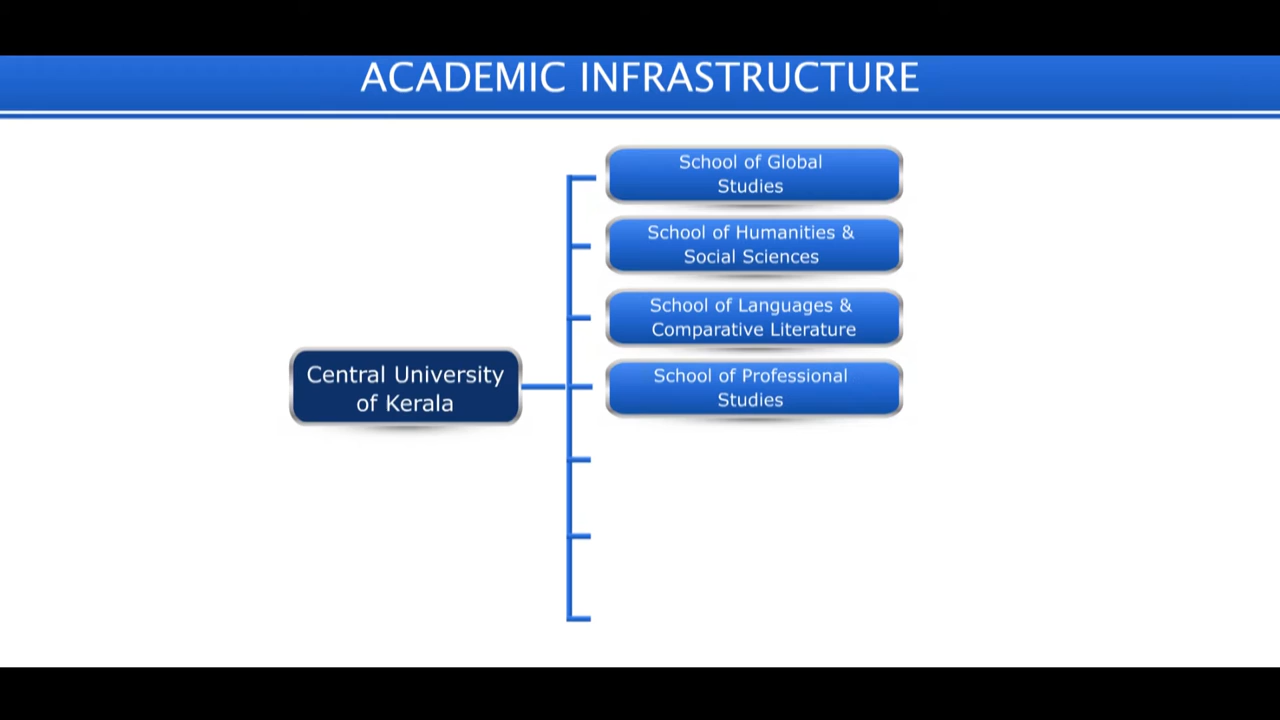 ACADEMIC INFRASTRUCTURE
School of Global
Studies
School of Humanities &
Social Sciences
School of Languages &
Comparative Literature
School of Professional
Studies
Central University
of Kerala